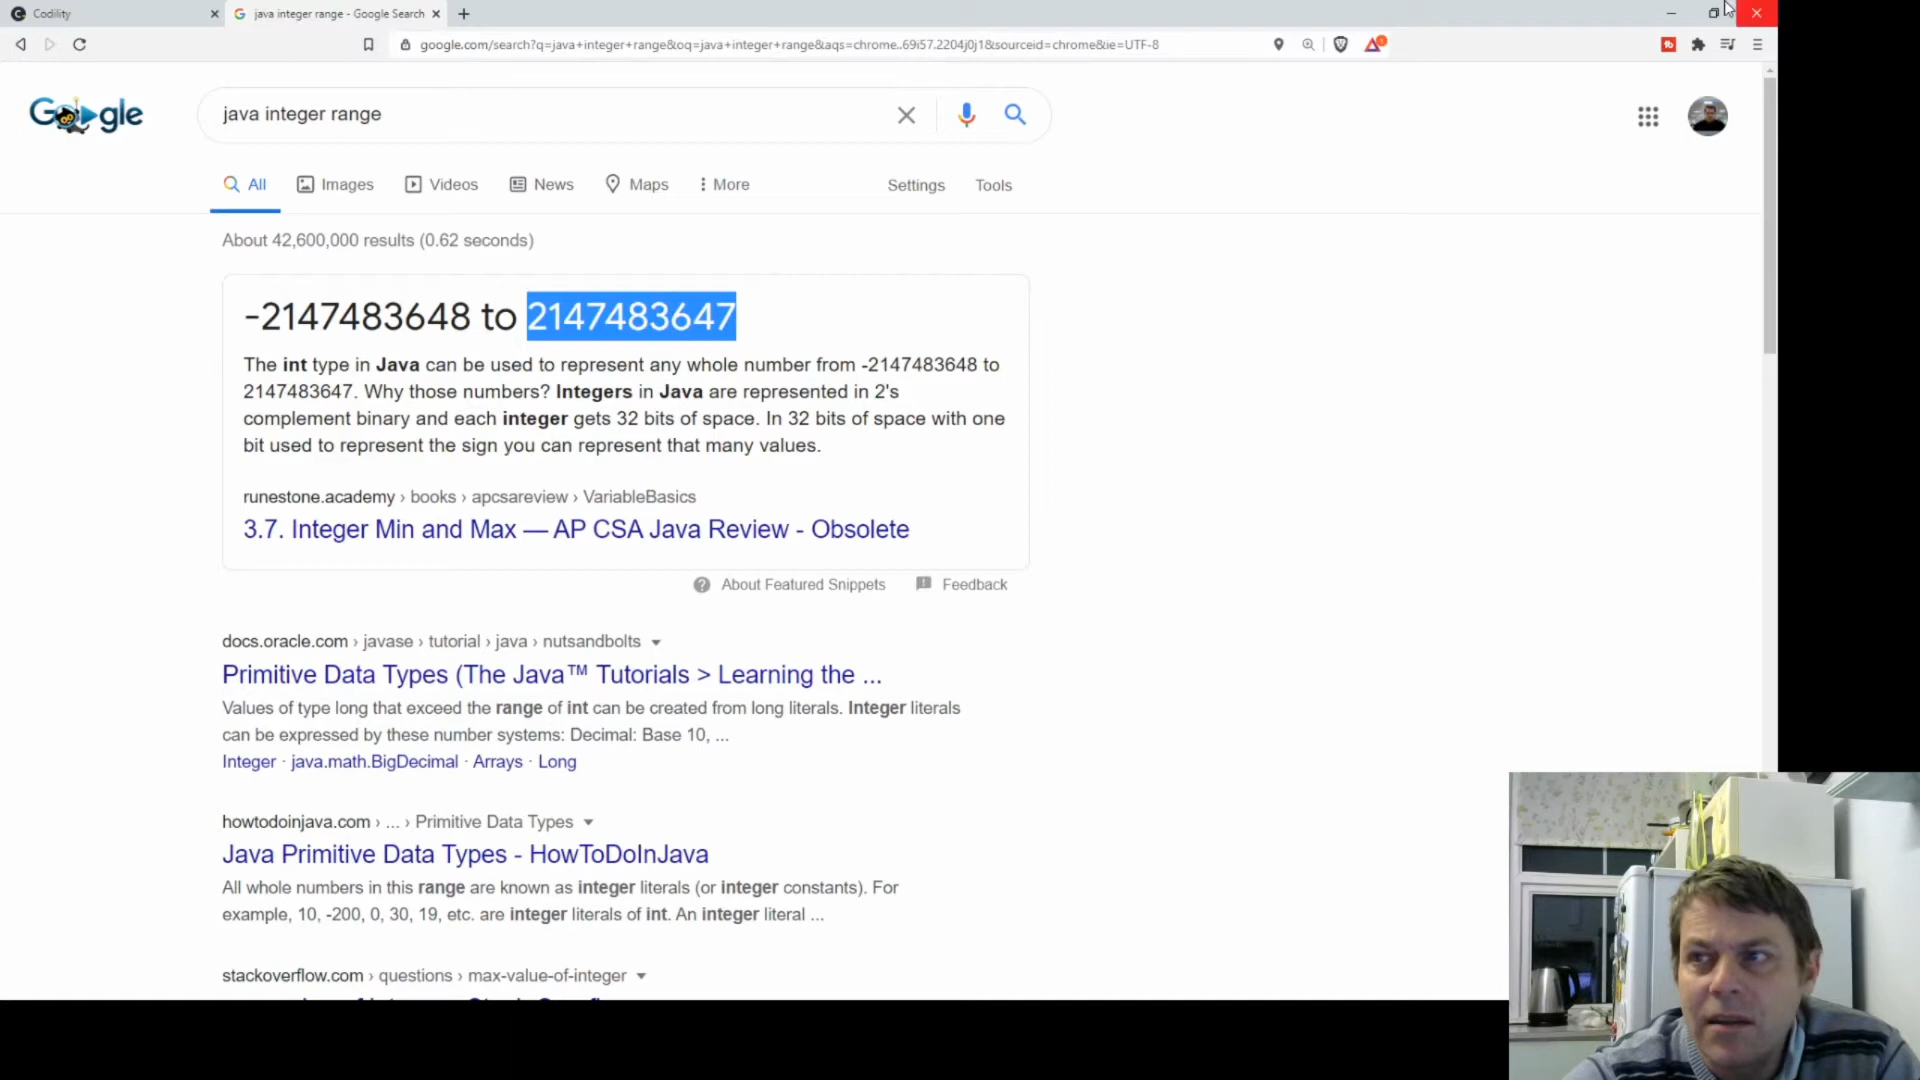 Codility
java integer range - Google Search
google.com/search?q=java+integer+range&oq=java+integer+range&aqs=chrome..69i57.2204j0j1&sourceid=chrome&ie=UTF-8
Google
java integer range
All
Images
Videos
News
Maps
More
Settings
Tools
About 42,600,000 results (0.62 seconds)
-2147483648 to 2147483647
The int type in Java can be used to represent any whole number from -2147483648 to
2147483647. Why those numbers? Integers in Java are represented in 2's
complement binary and each integer gets 32 bits of space. In 32 bits of space with one
bit used to represent the sign you can represent that many values.
runestone.academy › books › apcsareview › VariableBasics
3.7. Integer Min and Max — AP CSA Java Review - Obsolete
About Featured Snippets
Feedback
docs.oracle.com › javase › tutorial › java › nutsandbolts
Primitive Data Types (The Java™ Tutorials > Learning the ...
Values of type long that exceed the range of int can be created from long literals. Integer literals
can be expressed by these number systems: Decimal: Base 10, ...
Integer · java.math.BigDecimal · Arrays · Long
howtodoinjava.com › ... › Primitive Data Types
Java Primitive Data Types - HowToDoInJava
All whole numbers in this range are known as integer literals (or integer constants). For
example, 10, -200, 0, 30, 19, etc. are integer literals of int. An integer literal ...
stackoverflow.com › questions › max-value-of-integer